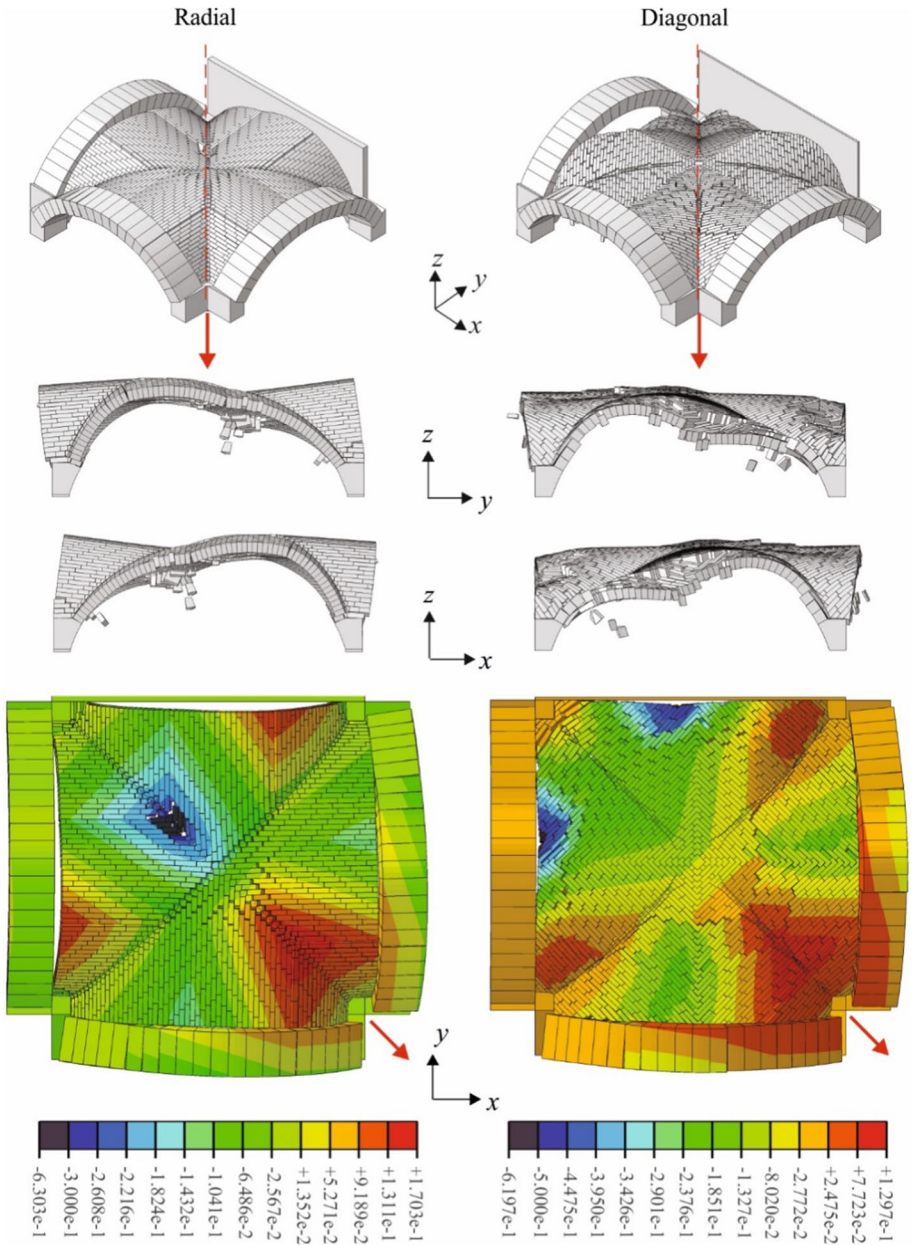 Radial
Diagonal
z
y
x
z
y
z
x
y
x
-6.303e-1
-3.000e-1
-2.608e-1
-2.216e-1
-1.824e-1
-1.432e-1
-1.041e-1
-6.486e-2
-2.567e-2
+1.352e-2
+5.271e-2
+9.189e-2
+1.311e-1
+1.703e-1
-6.197e-1
-5.000e-1
-4.475e-1
-3.950e-1
-3.426e-1
-2.901e-1
-2.376e-1
-1.851e-1
-1.327e-1
-8.020e-2
-2.772e-2
+2.475e-2
+7.723e-2
+1.297e-1